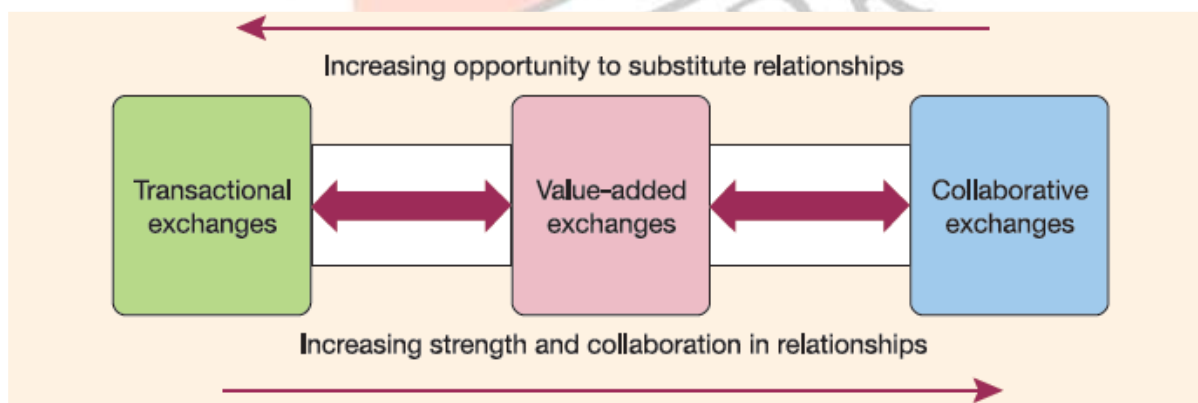 Increasing opportunity to substitute relationships
Transactional
exchanges
Value–added
exchanges
Collaborative
exchanges
Increasing strength and collaboration in relationships